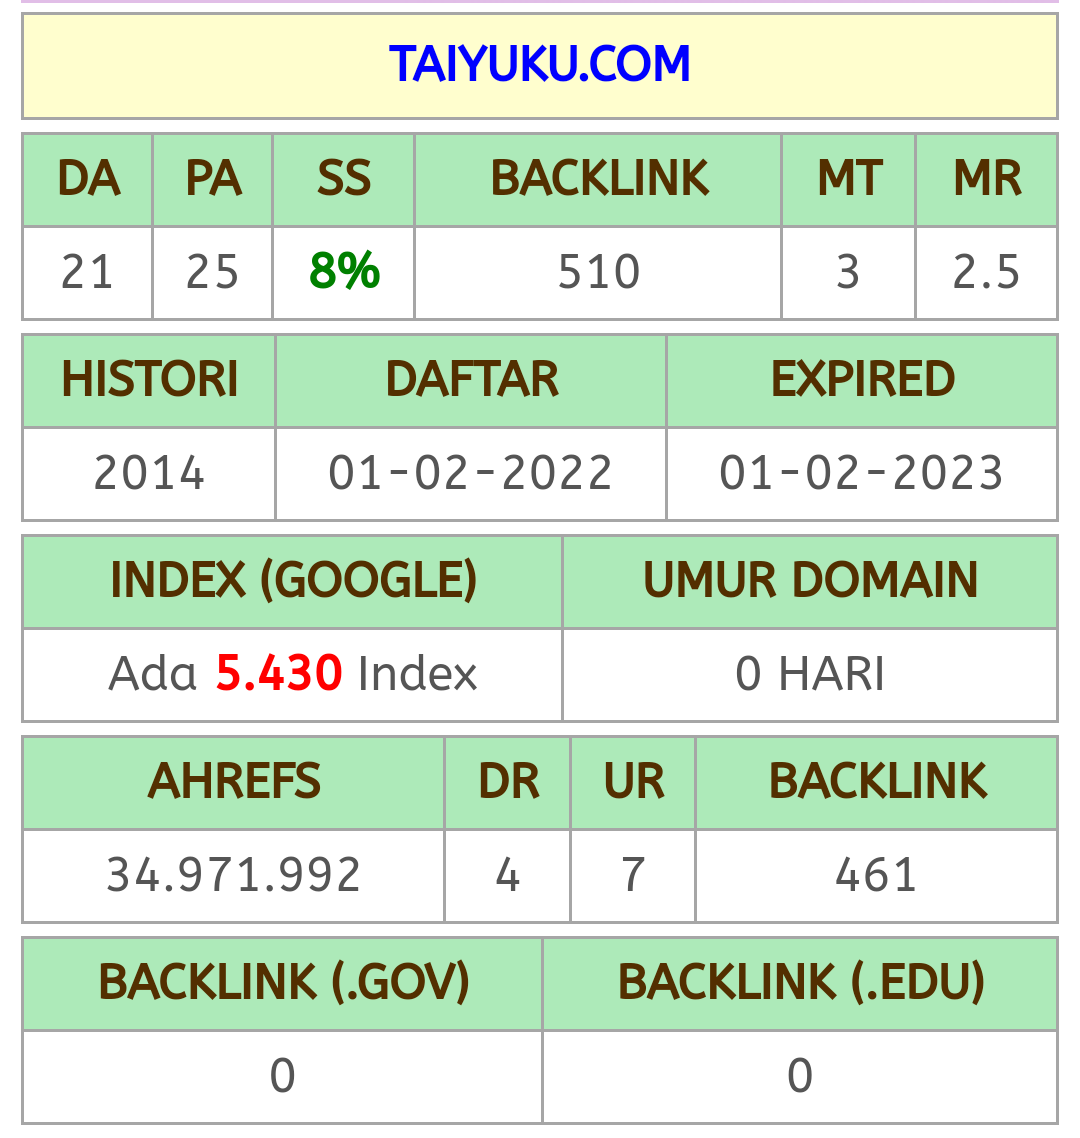 TAIYUKU.COM
DA PA SS BACKLINK MT MR
21 25 8% 510 3 2.5
HISTORI DAFTAR EXPIRED
2014 01-02-2022 01-02-2023
INDEX (GOOGLE) UMUR DOMAIN
Ada 5.430 Index 0 HARI
AHREFS DR UR BACKLINK
34.971.992 4 7 461
BACKLINK (.GOV) BACKLINK (.EDU)
0 0